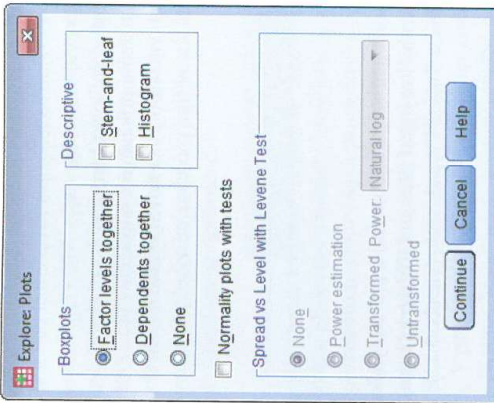 Explore: Plots
Boxplots
Factor levels together
Dependents together
None
Descriptive
Stem-and-leaf
Histogram
Normality plots with tests
Spread vs Level with Levene Test
None
Power estimation
Transformed Power: Natural log
Untransformed
Continue Cancel Help